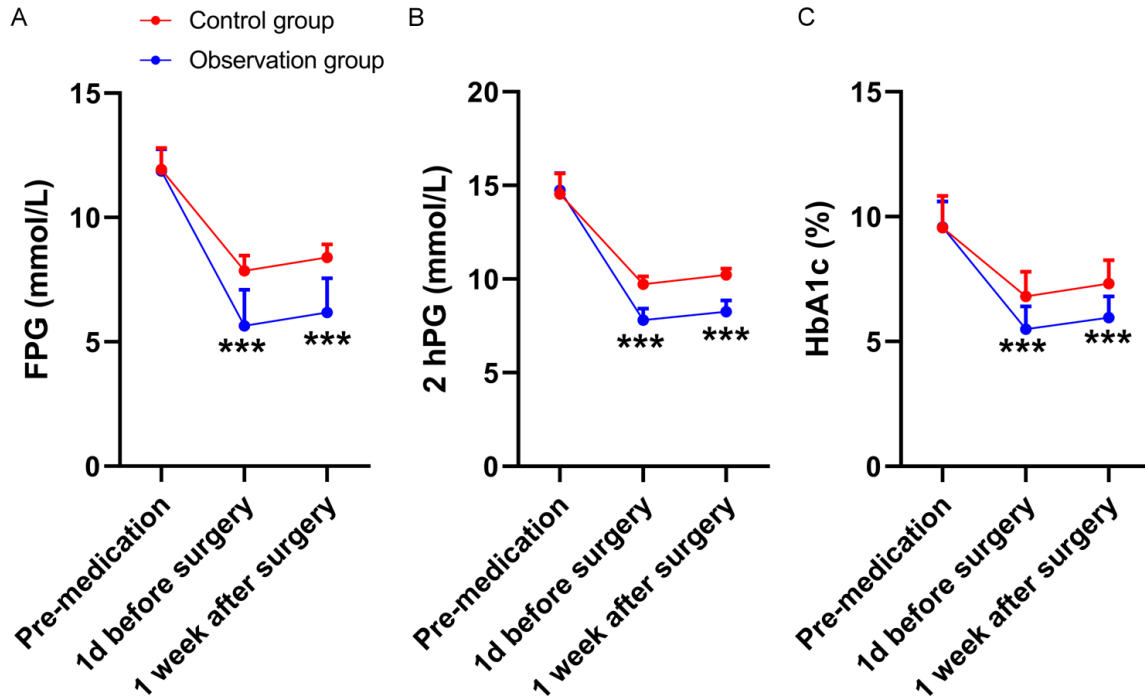 A
Control group
Observation group
FPG (mmol/L)
15
10
5
0
***
***
Pre-medication
1d before surgery
1 week after surgery
B
2 hPG (mmol/L)
20
15
10
5
0
***
***
Pre-medication
1d before surgery
1 week after surgery
C
HbA1c (%)
15
10
5
0
***
***
Pre-medication
1d before surgery
1 week after surgery